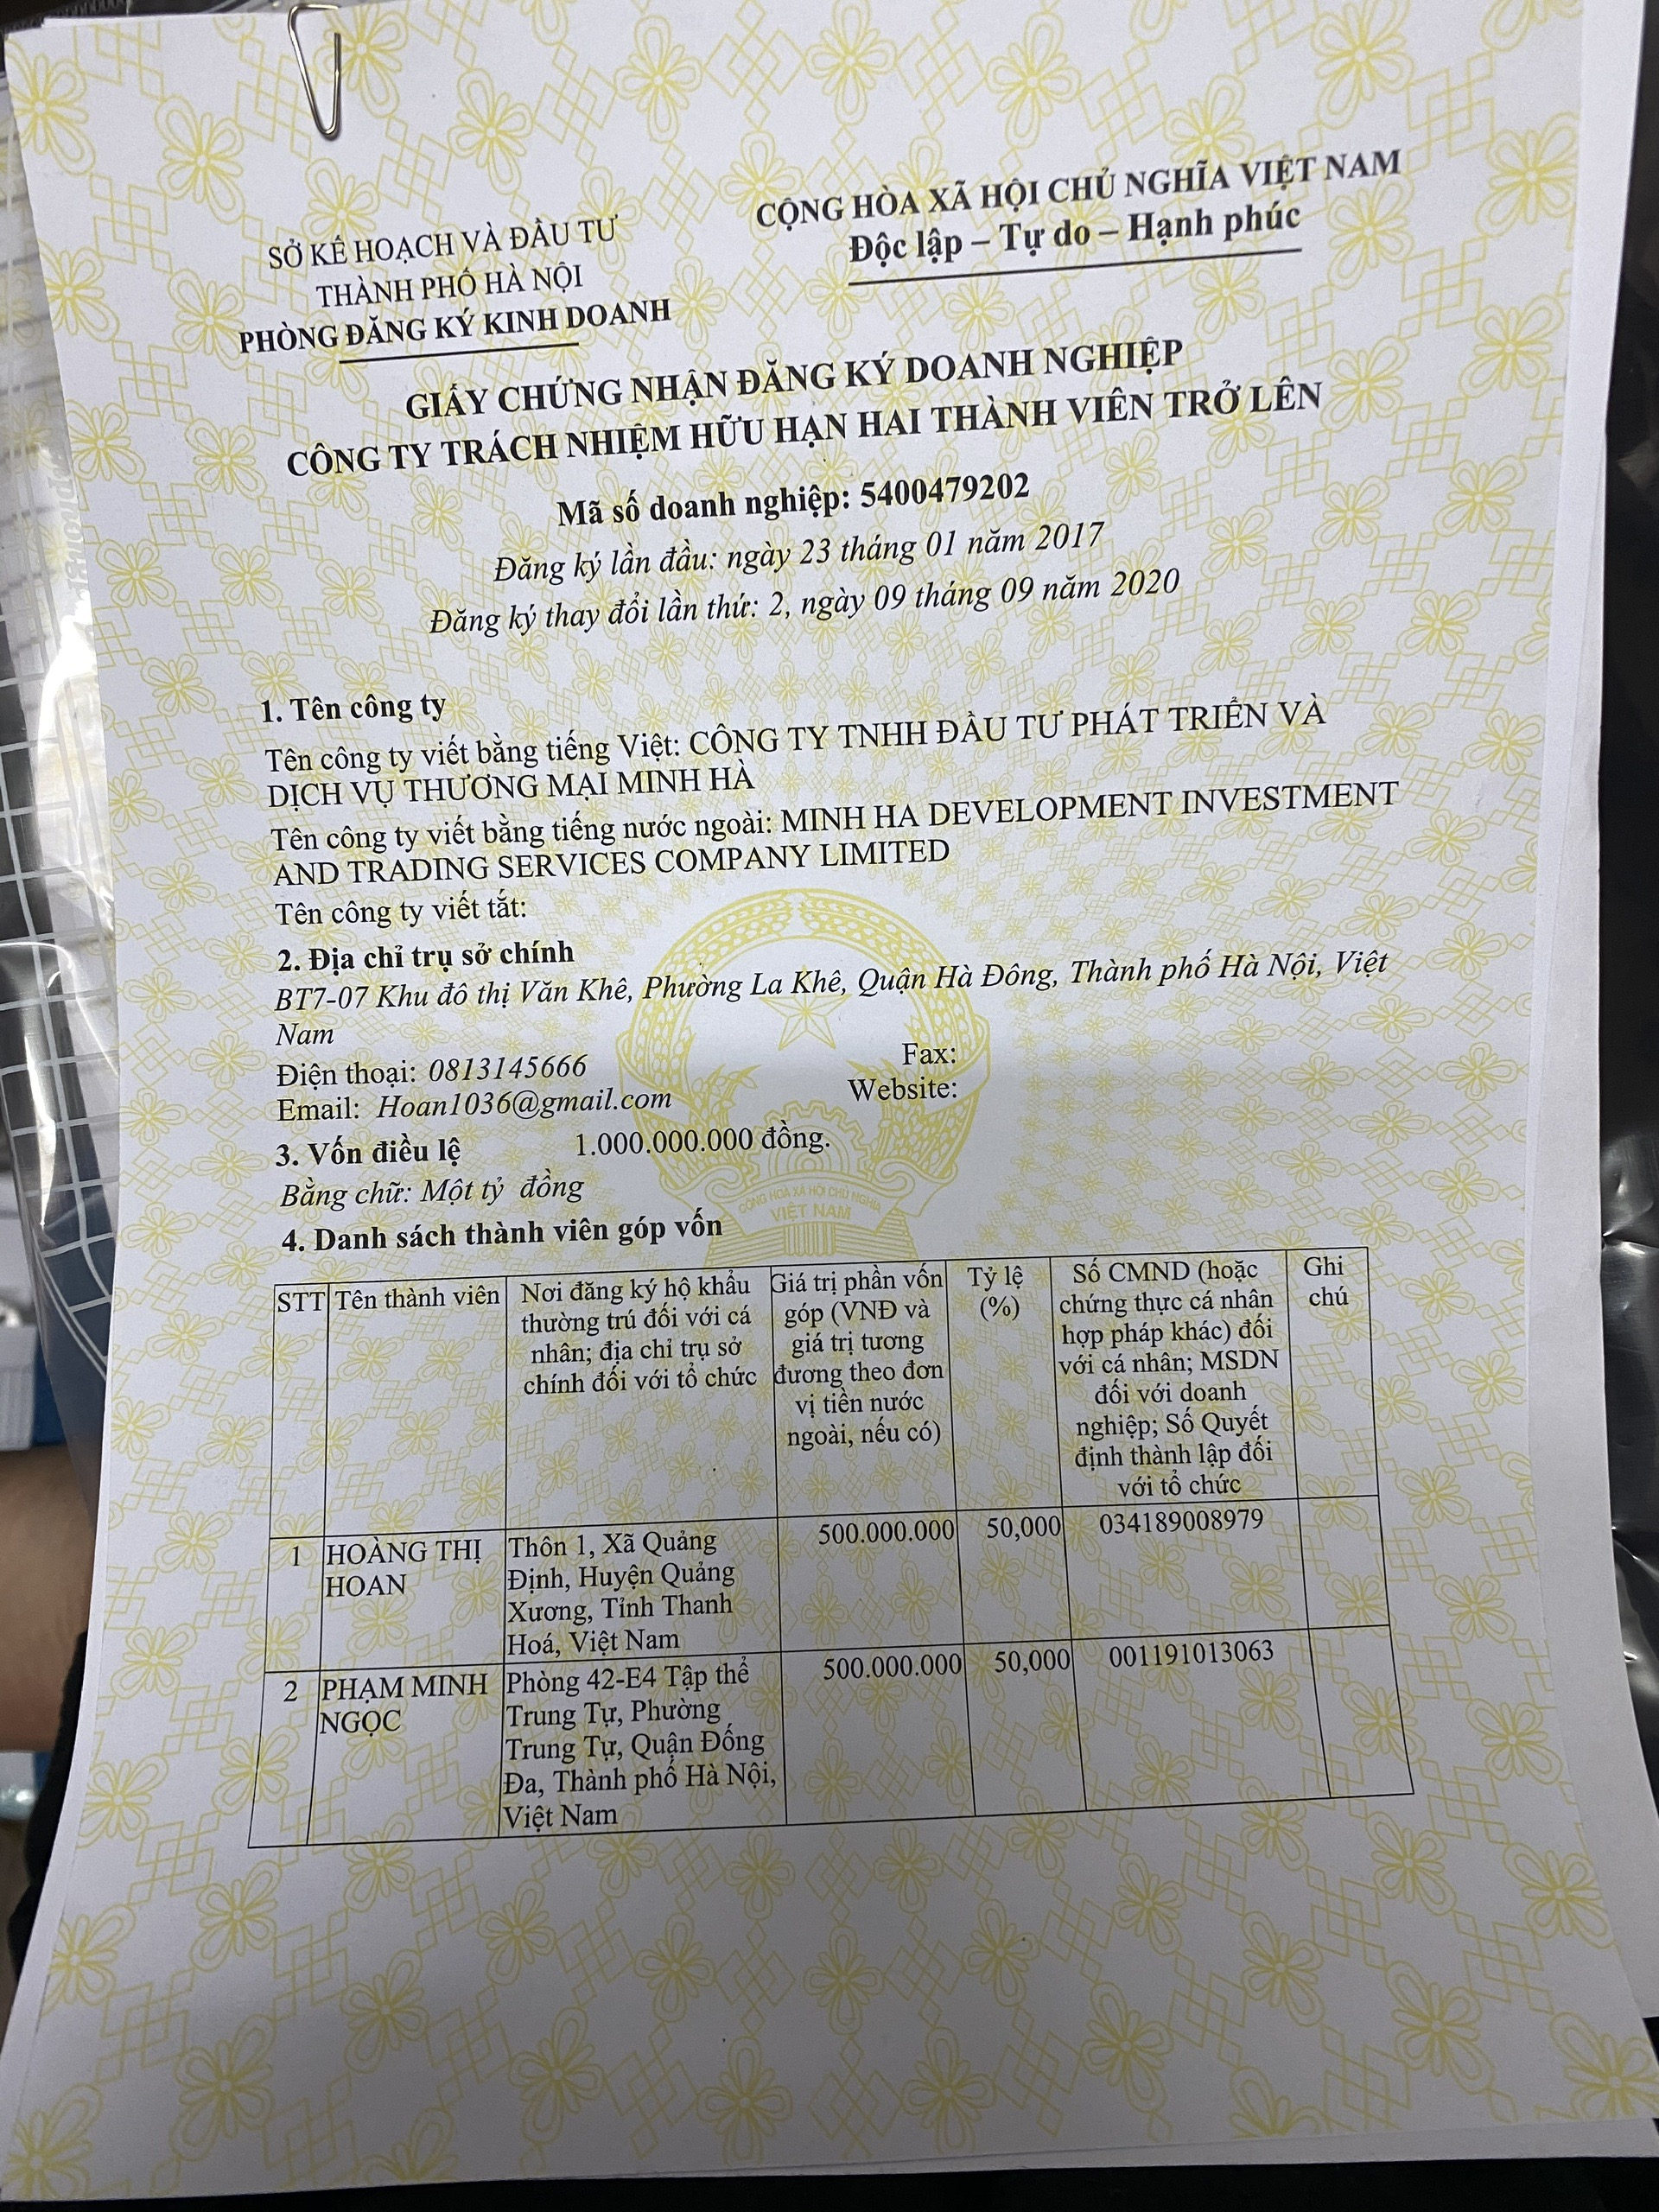 SỞ KẾ HOẠCH VÀ ĐẦU TƯ
THÀNH PHỐ HÀ NỘI
PHÒNG ĐĂNG KÝ KINH DOANH
CỘNG HÒA XÃ HỘI CHỦ NGHĨA VIỆT NAM
Độc lập – Tự do – Hạnh phúc
GIẤY CHỨNG NHẬN ĐĂNG KÝ DOANH NGHIỆP
CÔNG TY TRÁCH NHIỆM HỮU HẠN HAI THÀNH VIÊN TRỞ LÊN
Mã số doanh nghiệp: 5400479202
Đăng ký lần đầu: ngày 23 tháng 01 năm 2017
Đăng ký thay đổi lần thứ: 2, ngày 09 tháng 09 năm 2020
1. Tên công ty
Tên công ty viết bằng tiếng Việt: CÔNG TY TNHH ĐẦU TƯ PHÁT TRIỂN VÀ
DỊCH VỤ THƯƠNG MẠI MINH HÀ
Tên công ty viết bằng tiếng nước ngoài: MINH HA DEVELOPMENT INVESTMENT
AND TRADING SERVICES COMPANY LIMITED
Tên công ty viết tắt:
2. Địa chỉ trụ sở chính
BT7-07 Khu đô thị Văn Khê, Phường La Khê, Quận Hà Đông, Thành phố Hà Nội, Việt
Nam
Điện thoại: 0813145666
Fax:
Email: Hoan1036@gmail.com
Website:
3. Vốn điều lệ 1.000.000.000 đồng.
Bằng chữ: Một tỷ đồng
CỘNG HÒA XÃ HỘI CHỦ NGHĨA
VIỆT NAM
4. Danh sách thành viên góp vốn
STT
Tên thành viên
Nơi đăng ký hộ khẩu
thường trú đối với cá
nhân; địa chỉ trụ sở
chính đối với tổ chức
Giá trị phần vốn
góp (VNĐ và
giá trị tương
đương theo đơn
vị tiền nước
ngoài, nếu có)
Tỷ lệ
(%)
Số CMND (hoặc
chứng thực cá nhân
hợp pháp khác) đối
với cá nhân; MSDN
đối với doanh
nghiệp; Số Quyết
định thành lập đối
với tổ chức
Ghi
chú
1
HOÀNG THỊ
HOAN
Thôn 1, Xã Quảng
Định, Huyện Quảng
Xương, Tỉnh Thanh
Hoá, Việt Nam
500.000.000
50,000
034189008979
2
PHẠM MINH
NGỌC
Phòng 42-E4 Tập thể
Trung Tự, Phường
Trung Tự, Quận Đống
Đa, Thành phố Hà Nội,
Việt Nam
500.000.000
50,000
001191013063